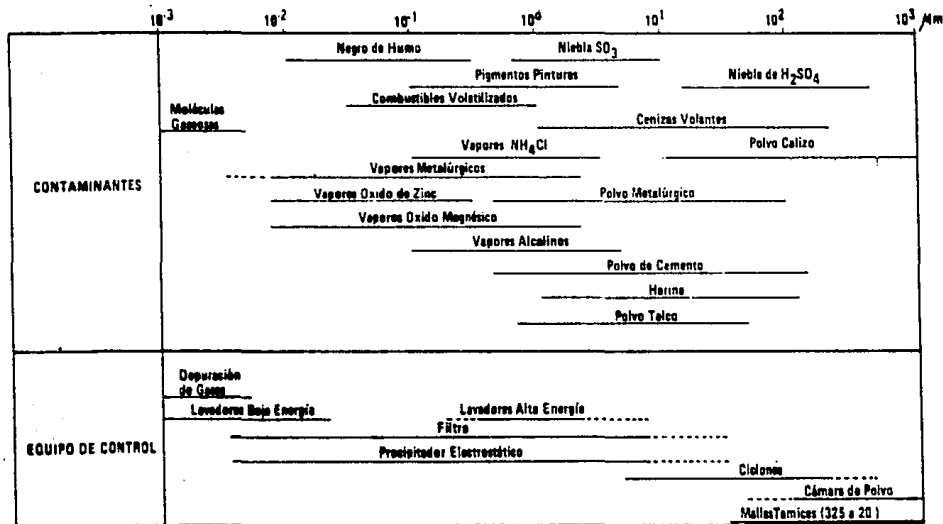 10⁻³ 10⁻² 10⁻¹ 10⁰ 10¹ 10² 10³ μm
Negro de Humo Niebla SO₃
Pigmentos Pinturas Niebla de H₂SO₄
Combustibles Volatilizados
Moléculas
Gaseosas
Cenizas Volantes
Vapores NH₄Cl Polvo Calizo
Vapores Metalúrgicos
CONTAMINANTES
Vapores Oxido de Zinc Polvo Metalúrgico
Vapores Oxido Magnésico
Vapores Alcalinos
Polvo de Cemento
Harina
Polvo Talco
Depuración
de Gases
Lavadores Baja Energía Lavadores Alta Energía
Filtro
EQUIPO DE CONTROL
Precipitador Electrostático
Ciclones
Cámara de Polvo
Mallas Tamices (325 a 20)